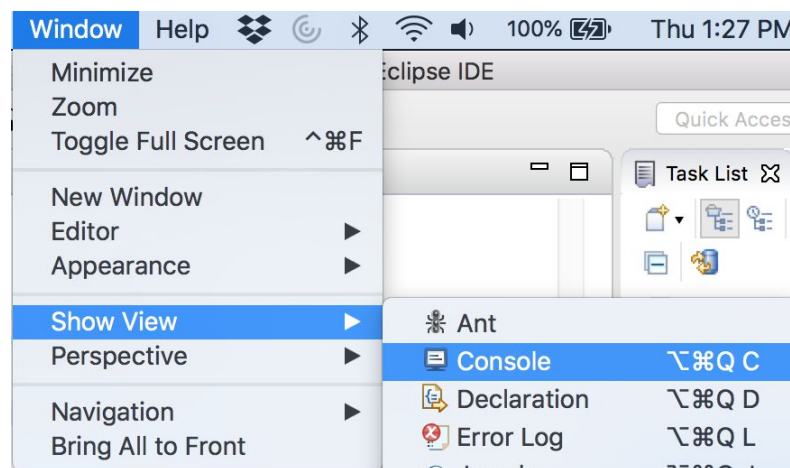 Window Help 100% Thu 1:27 PM
Eclipse IDE
Quick Acces
Task List
Minimize
Zoom
Toggle Full Screen ^⌘F
New Window
Editor
Appearance
Show View
Perspective
Navigation
Bring All to Front
Ant
Console ⌥⌘Q C
Declaration ⌥⌘Q D
Error Log ⌥⌘Q L